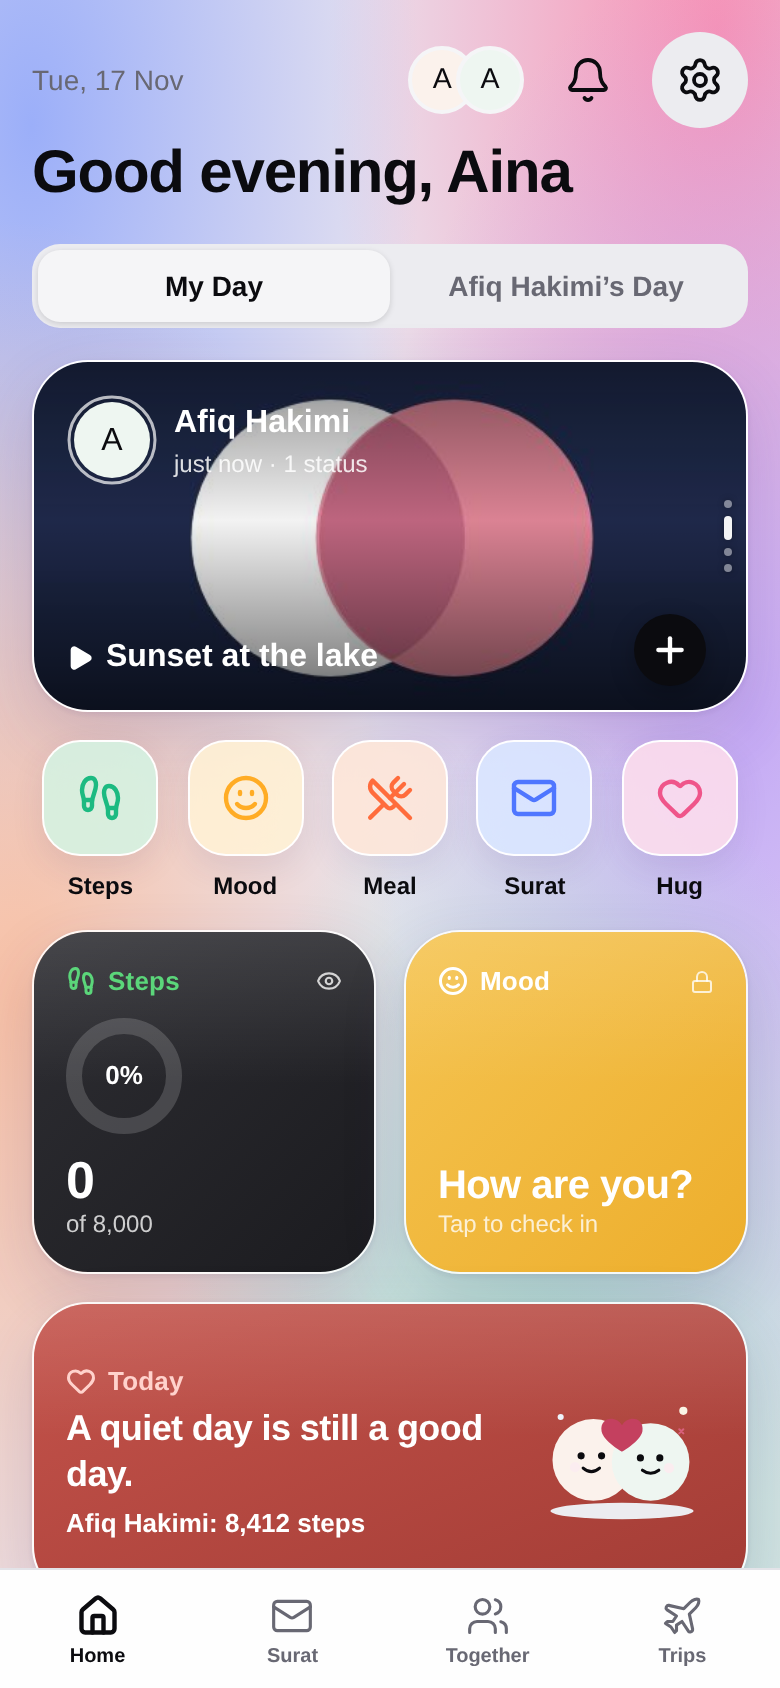 Tue, 17 Nov
A
A
Good evening, Aina
My Day
Afiq Hakimi’s Day
A
Afiq Hakimi
just now · 1 status
Sunset at the lake
Steps
Mood
Meal
Surat
Hug
Steps
0%
0
of 8,000
Mood
How are you?
Tap to check in
Today
A quiet day is still a good
day.
Afiq Hakimi: 8,412 steps
Home
Surat
Together
Trips